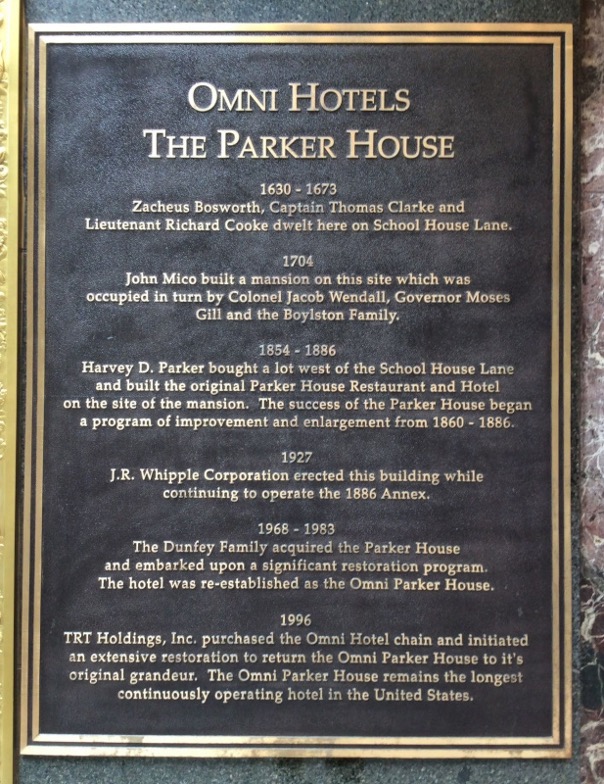 OMNI HOTELS
THE PARKER HOUSE
1630 - 1673
Zacheus Bosworth, Captain Thomas Clarke and
Lieutenant Richard Cooke dwelt here on School House Lane.
1704
John Mico built a mansion on this site which was
occupied in turn by Colonel Jacob Wendall, Governor Moses
Gill and the Boylston Family.
1854 - 1886
Harvey D. Parker bought a lot west of the School House Lane
and built the original Parker House Restaurant and Hotel
on the site of the mansion. The success of the Parker House began
a program of improvement and enlargement from 1860 - 1886.
1927
J.R. Whipple Corporation erected this building while
continuing to operate the 1886 Annex.
1968 - 1983
The Dunfey Family acquired the Parker House
and embarked upon a significant restoration program.
The hotel was re-established as the Omni Parker House.
1996
TRT Holdings, Inc. purchased the Omni Hotel chain and initiated
an extensive restoration to return the Omni Parker House to it's
original grandeur. The Omni Parker House remains the longest
continuously operating hotel in the United States.